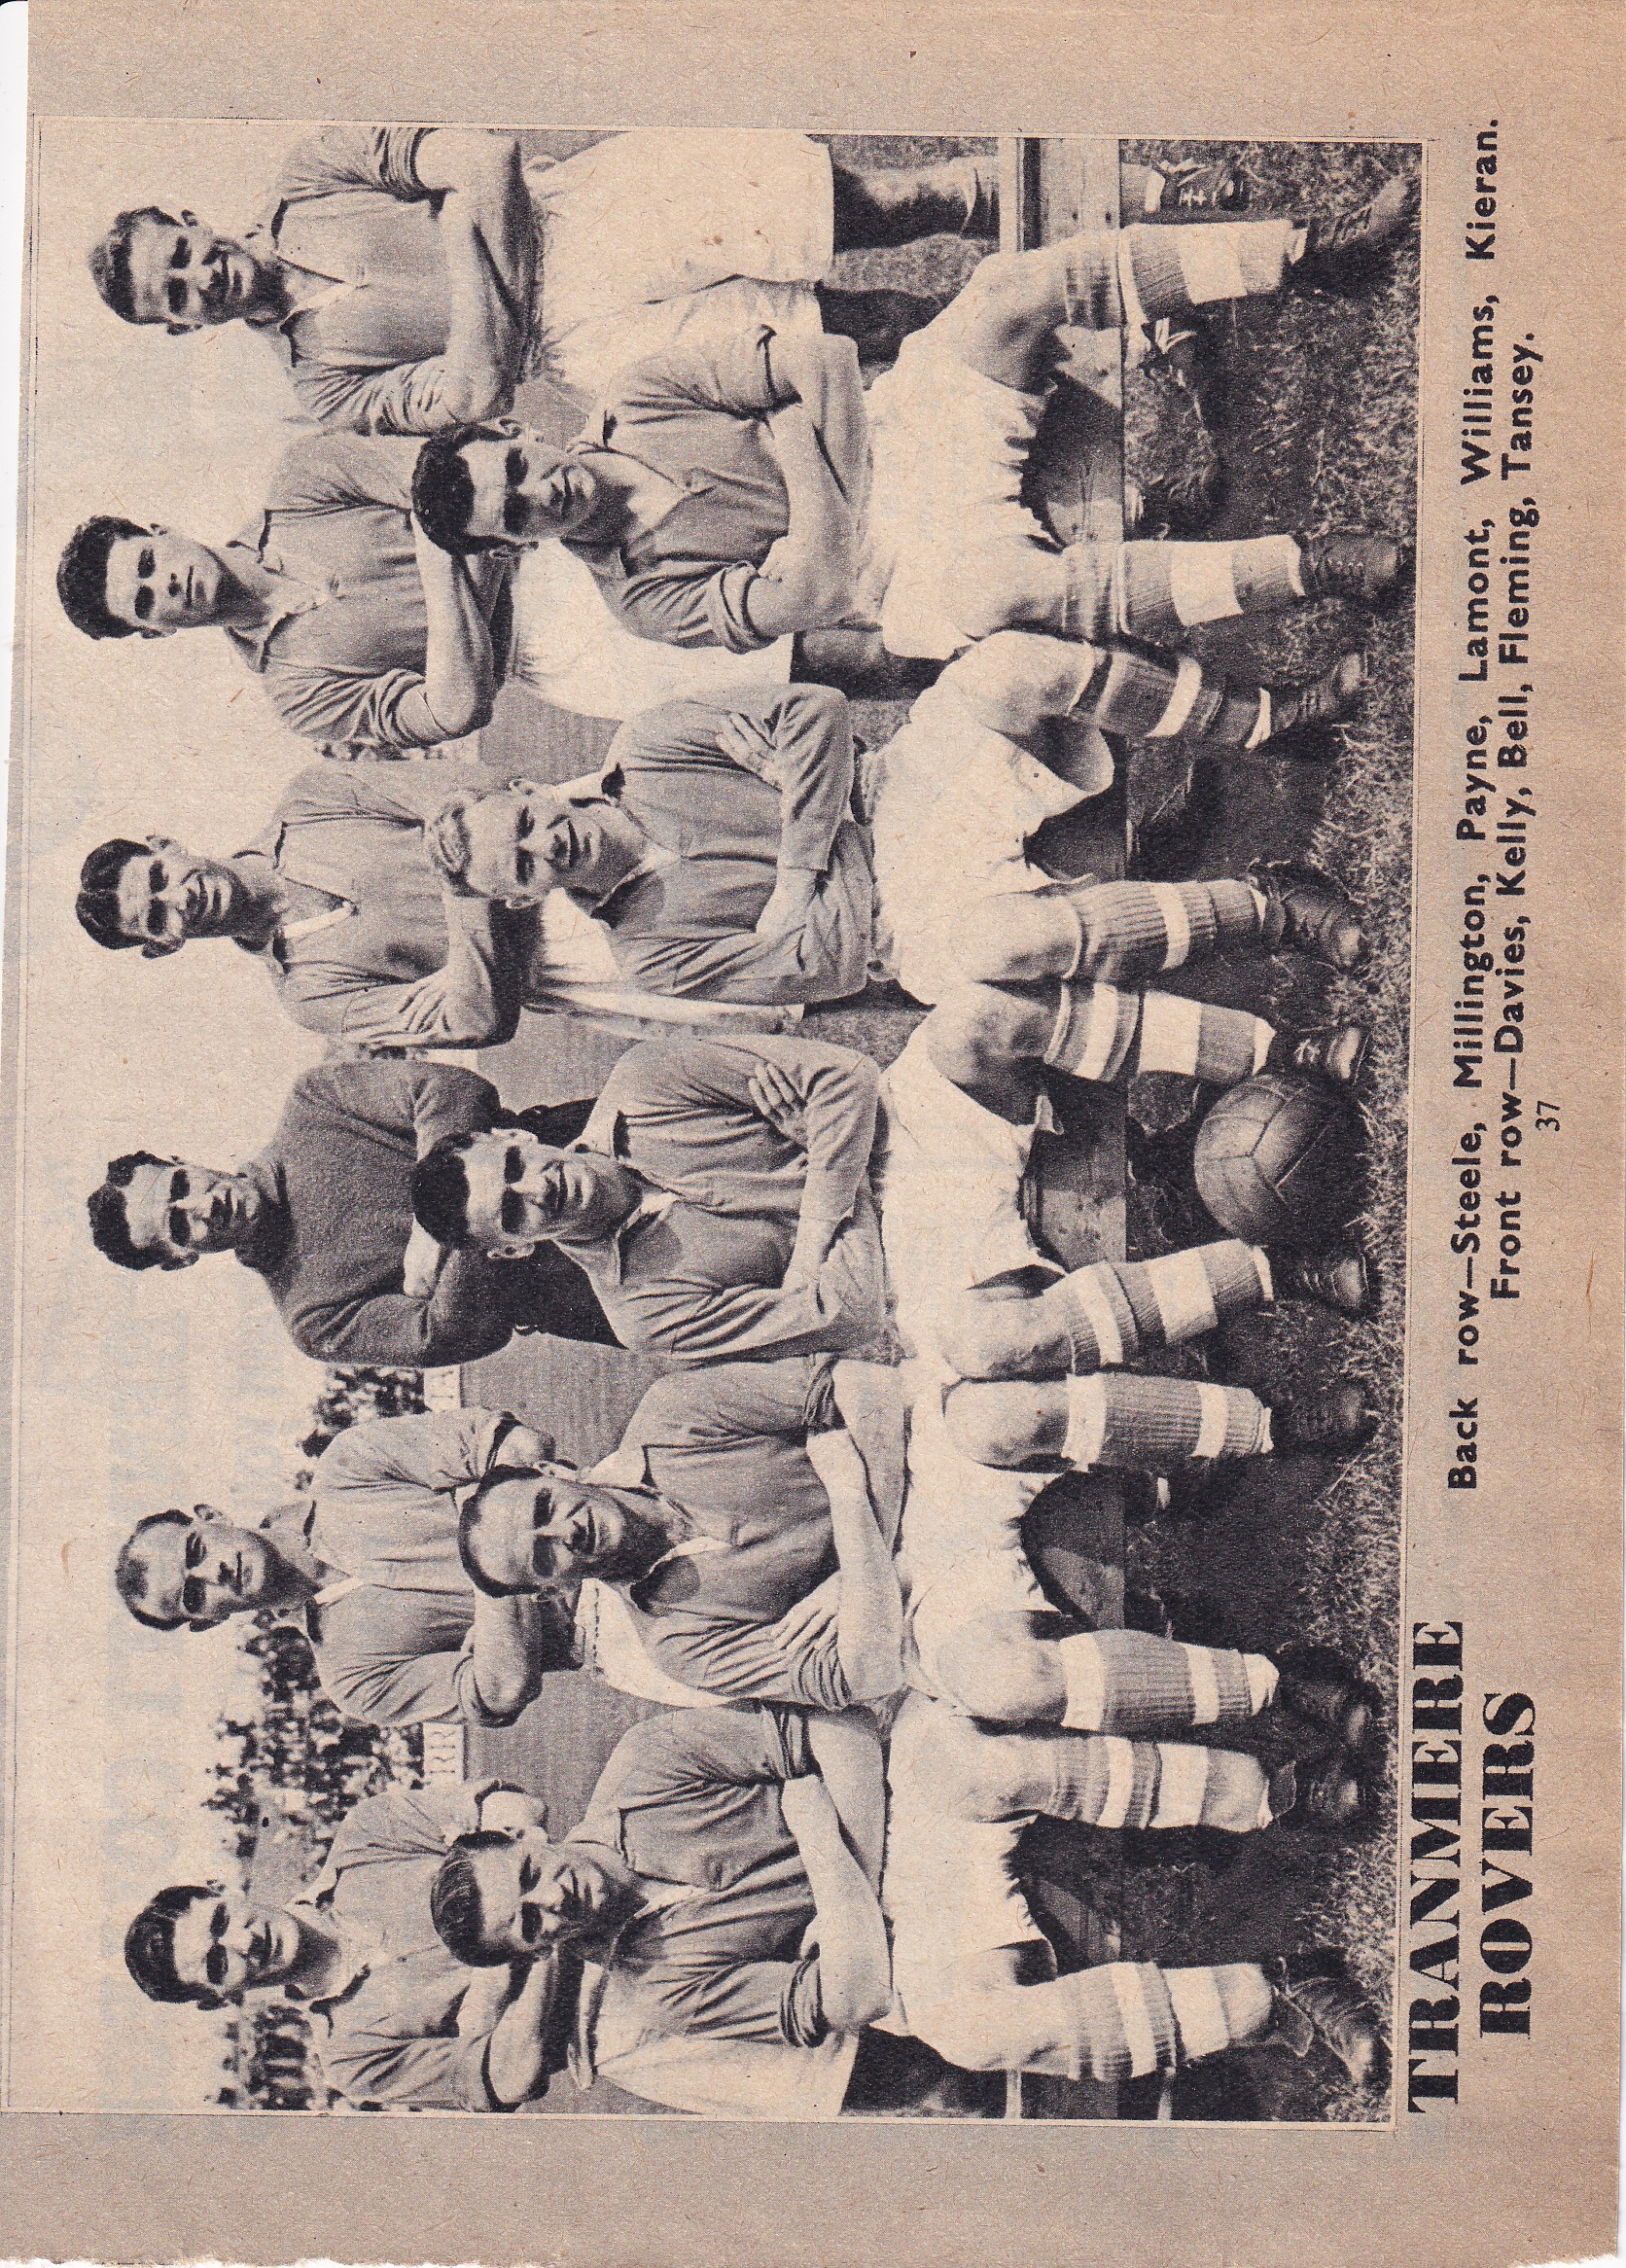 TRANMERE
ROVERS
Back row—Steele, Millington, Payne, Lamont, Williams, Kieran.
Front row—Davies, Kelly, Bell, Fleming, Tansey.
37